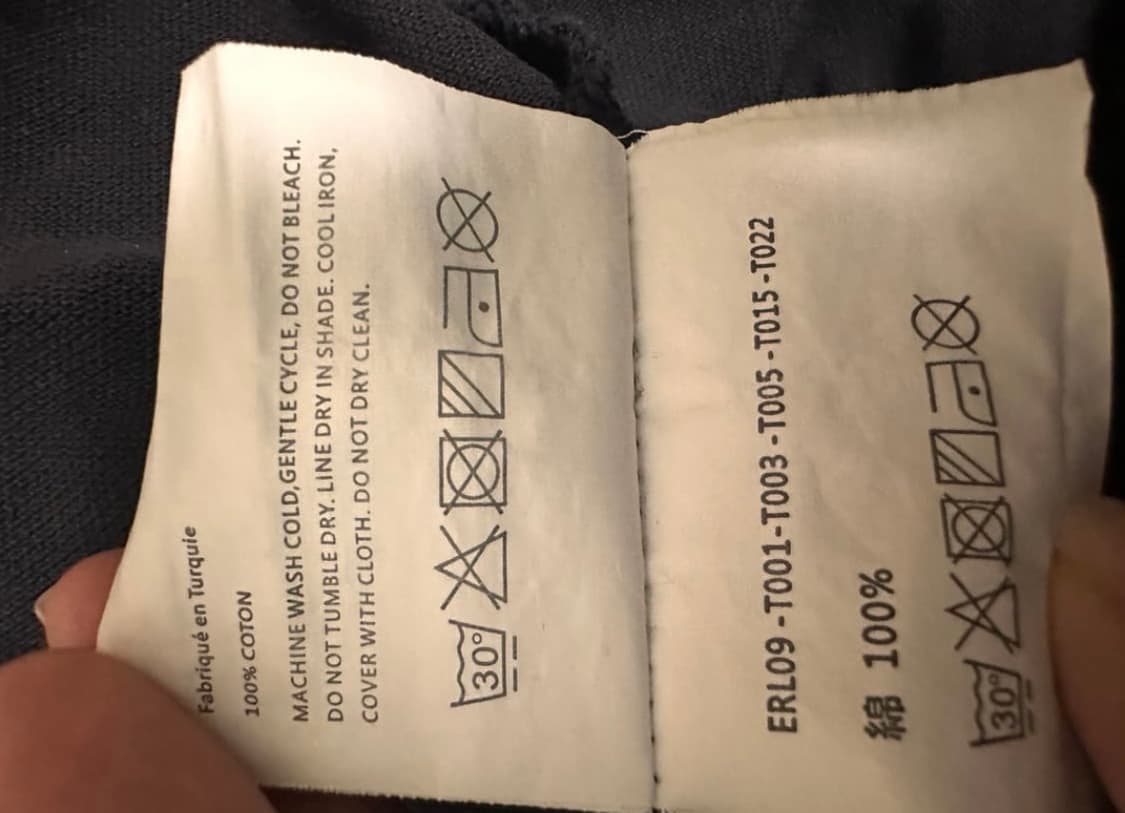 Fabriqué en Turquie
100% COTON
MACHINE WASH COLD,GENTLE CYCLE, DO NOT BLEACH.
DO NOT TUMBLE DRY. LINE DRY IN SHADE. COOL IRON,
COVER WITH CLOTH. DO NOT DRY CLEAN.
30°
ERL09 -T001-T003 -T005 -T015 -T022
綿 100%
30°